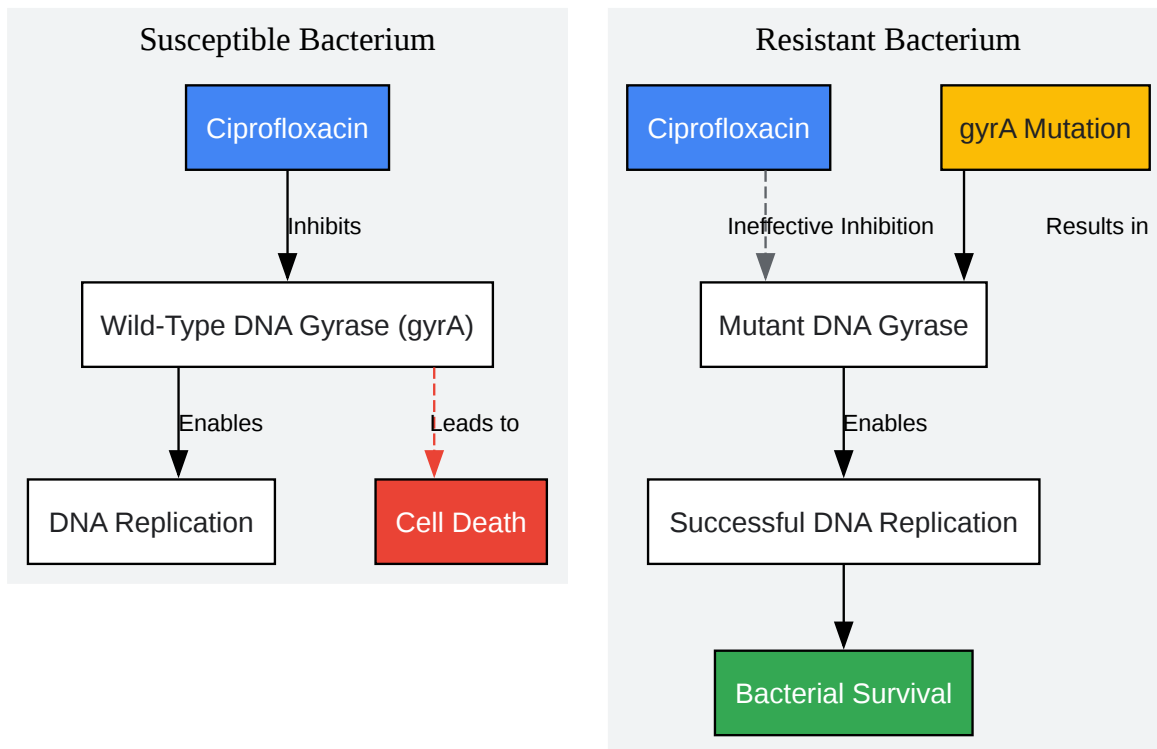 Susceptible Bacterium
Ciprofloxacin
Inhibits
Wild-Type DNA Gyrase (gyrA)
Enables
Leads to
DNA Replication
Cell Death
Resistant Bacterium
Ciprofloxacin
gyrA Mutation
Ineffective Inhibition
Results in
Mutant DNA Gyrase
Enables
Successful DNA Replication
Bacterial Survival